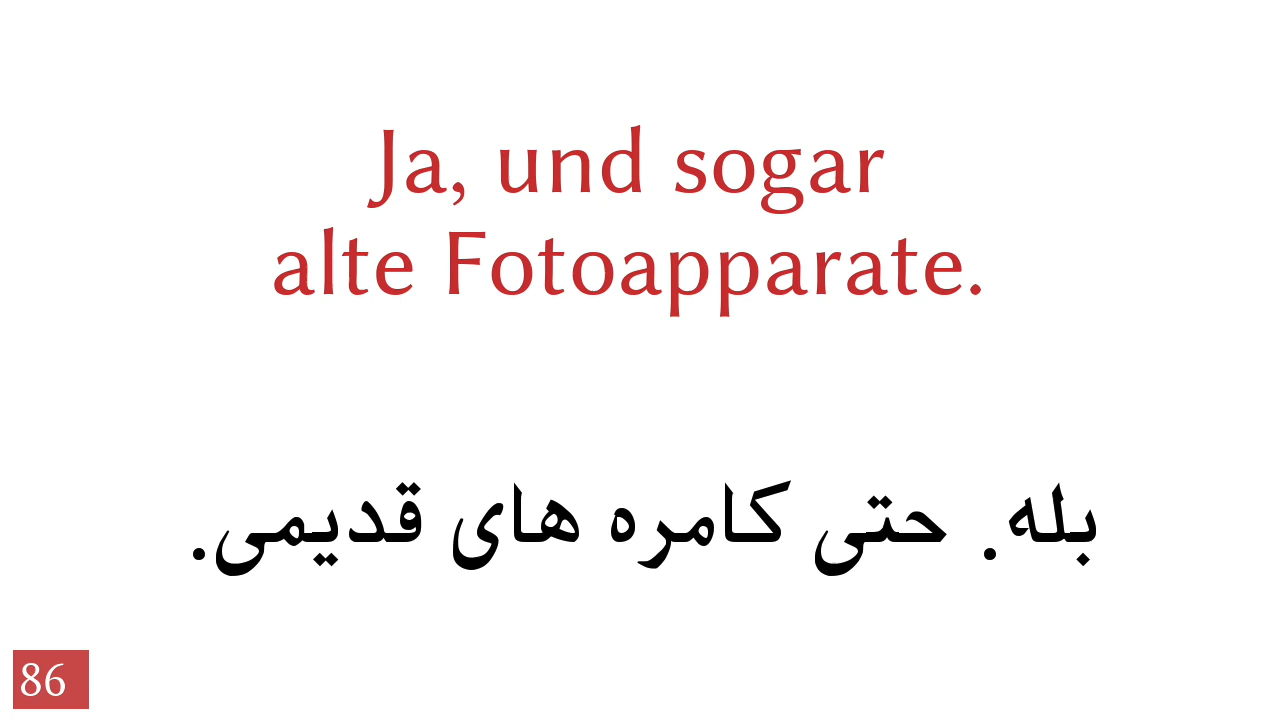 Ja, und sogar
alte Fotoapparate.
بله. حتی کامره های قدیمی.
86